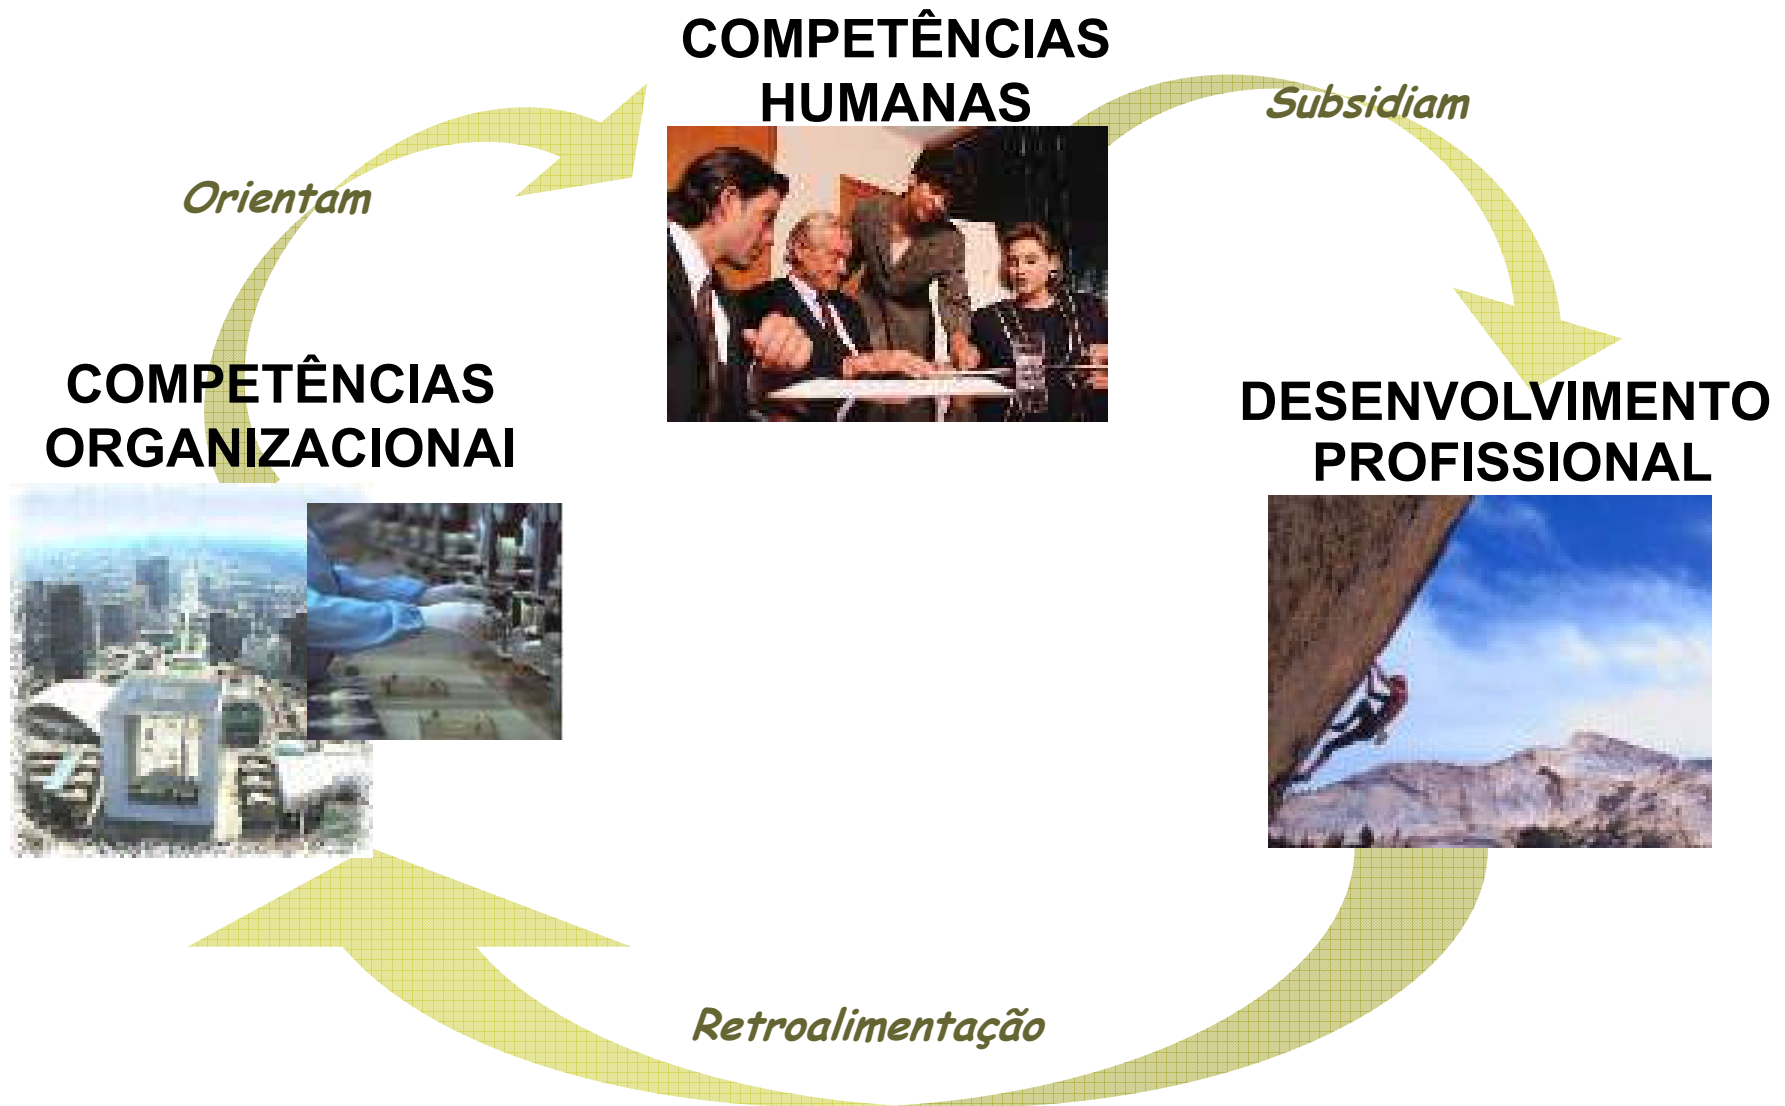 COMPETÊNCIAS
HUMANAS
Subsidiam
Orientam
COMPETÊNCIAS
ORGANIZACIONAI
DESENVOLVIMENTO
PROFISSIONAL
Retroalimentação